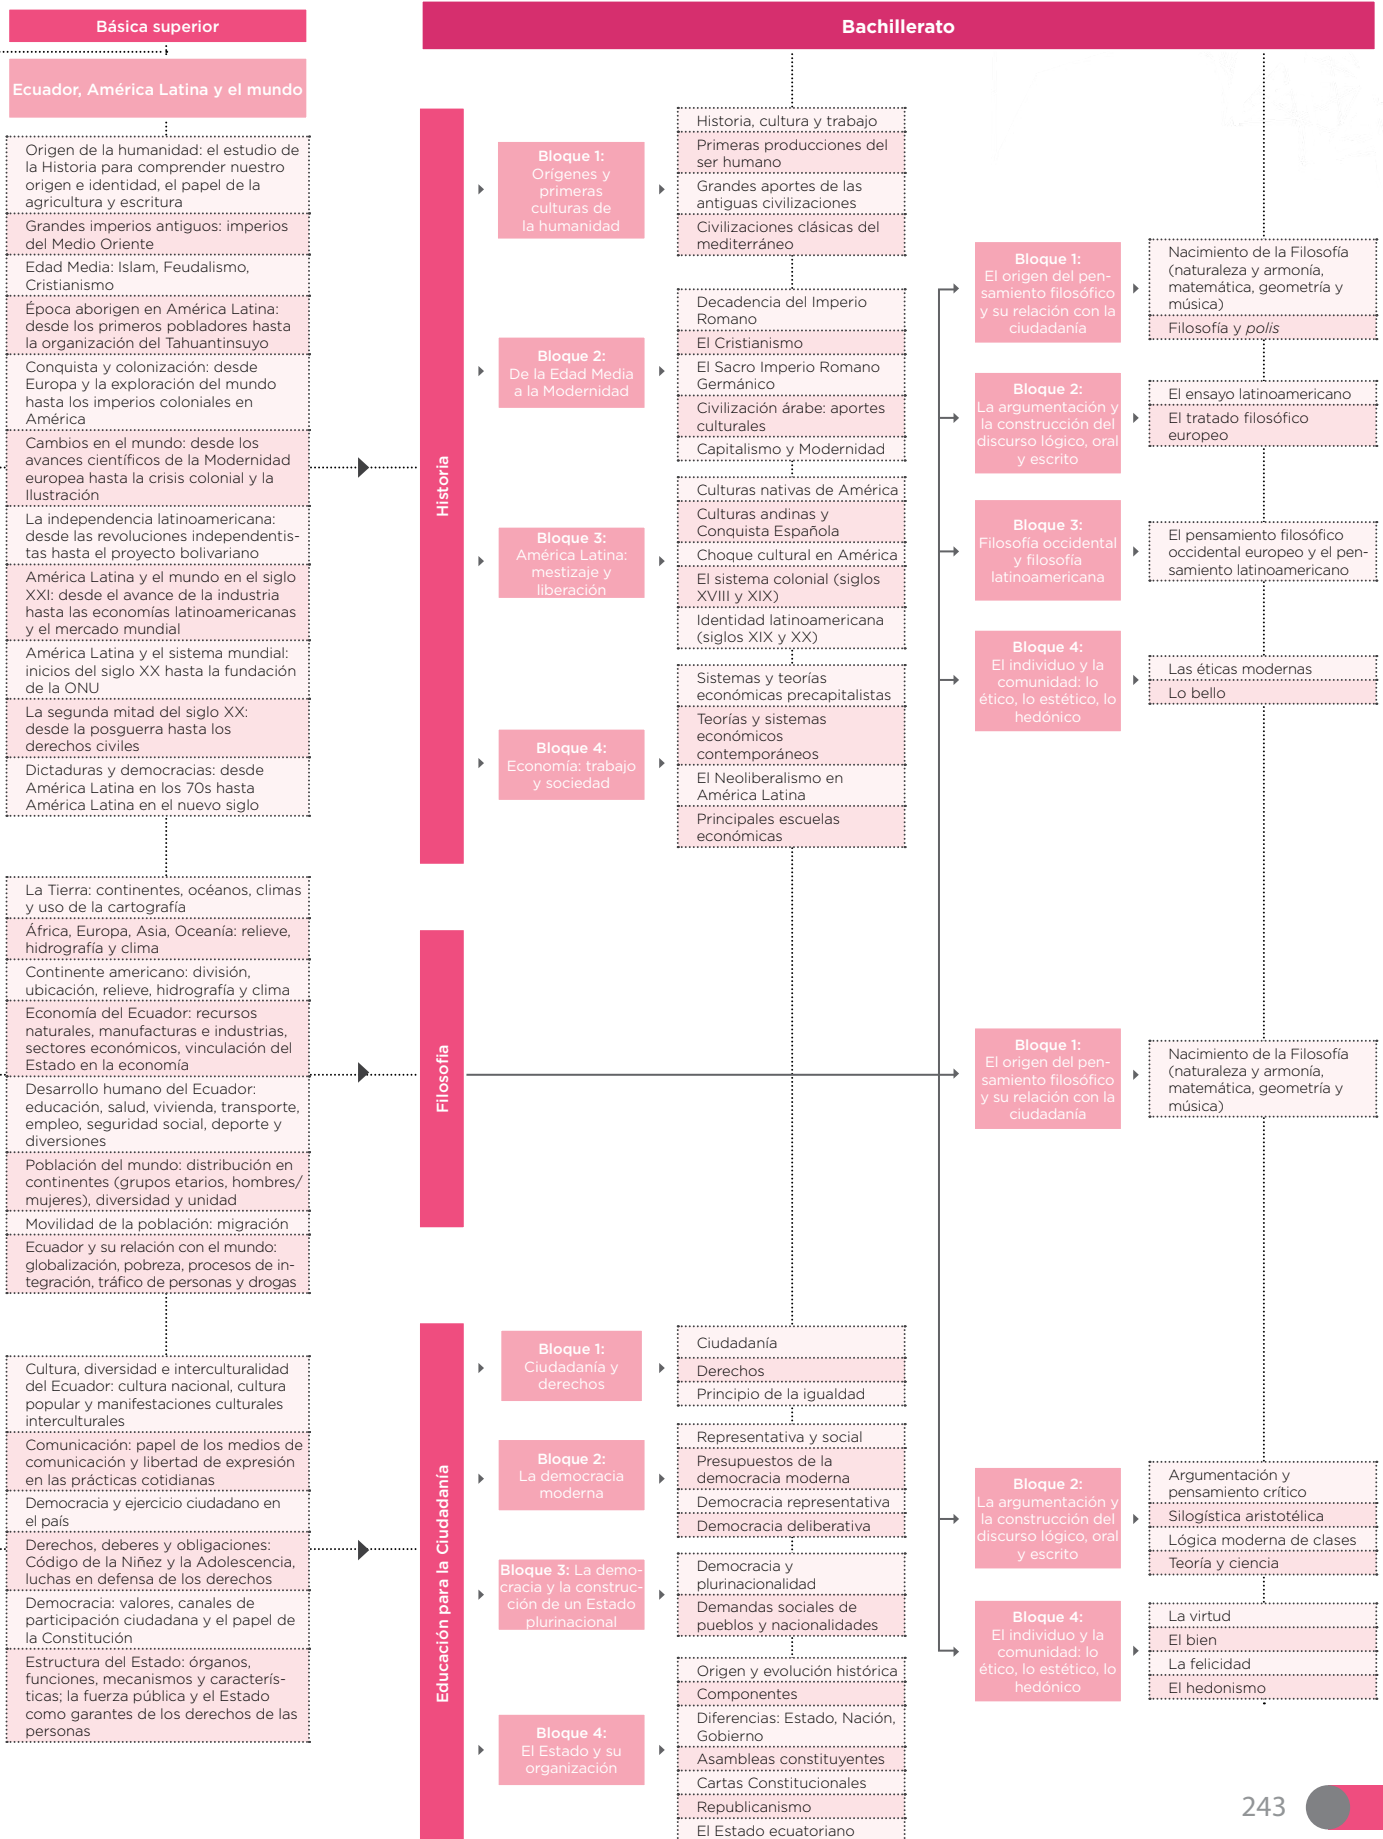 Básica superior
Bachillerato
Ecuador, América Latina y el mundo
Origen de la humanidad: el estudio de
la Historia para comprender nuestro
origen e identidad, el papel de la
agricultura y escritura
Grandes imperios antiguos: imperios
del Medio Oriente
Edad Media: Islam, Feudalismo,
Cristianismo
Época aborigen en América Latina:
desde los primeros pobladores hasta
la organización del Tahuantinsuyo
Conquista y colonización: desde
Europa y la exploración del mundo
hasta los imperios coloniales en
América
Cambios en el mundo: desde los
avances científicos de la Modernidad
europea hasta la crisis colonial y la
Ilustración
La independencia latinoamericana:
desde las revoluciones independentis-
tas hasta el proyecto bolivariano
América Latina y el mundo en el siglo
XXI: desde el avance de la industria
hasta las economías latinoamericanas
y el mercado mundial
América Latina y el sistema mundial:
inicios del siglo XX hasta la fundación
de la ONU
La segunda mitad del siglo XX:
desde la posguerra hasta los
derechos civiles
Dictaduras y democracias: desde
América Latina en los 70s hasta
América Latina en el nuevo siglo
La Tierra: continentes, océanos, climas
y uso de la cartografía
África, Europa, Asia, Oceanía: relieve,
hidrografía y clima
Continente americano: división,
ubicación, relieve, hidrografía y clima
Economía del Ecuador: recursos
naturales, manufacturas e industrias,
sectores económicos, vinculación del
Estado en la economía
Desarrollo humano del Ecuador:
educación, salud, vivienda, transporte,
empleo, seguridad social, deporte y
diversiones
Población del mundo: distribución en
continentes (grupos etarios, hombres/
mujeres), diversidad y unidad
Movilidad de la población: migración
Ecuador y su relación con el mundo:
globalización, pobreza, procesos de in-
tegración, tráfico de personas y drogas
Cultura, diversidad e interculturalidad
del Ecuador: cultura nacional, cultura
popular y manifestaciones culturales
interculturales
Comunicación: papel de los medios de
comunicación y libertad de expresión
en las prácticas cotidianas
Democracia y ejercicio ciudadano en
el país
Derechos, deberes y obligaciones:
Código de la Niñez y la Adolescencia,
luchas en defensa de los derechos
Democracia: valores, canales de
participación ciudadana y el papel de
la Constitución
Estructura del Estado: órganos,
funciones, mecanismos y caracterís-
ticas; la fuerza pública y el Estado
como garantes de los derechos de las
personas
Historia
Bloque 1:
Orígenes y
primeras
culturas de
la humanidad
Historia, cultura y trabajo
Primeras producciones del
ser humano
Grandes aportes de las
antiguas civilizaciones
Civilizaciones clásicas del
mediterráneo
Bloque 2:
De la Edad Media
a la Modernidad
Decadencia del Imperio
Romano
El Cristianismo
El Sacro Imperio Romano
Germánico
Civilización árabe: aportes
culturales
Capitalismo y Modernidad
Bloque 3:
América Latina:
mestizaje y
liberación
Culturas nativas de América
Culturas andinas y
Conquista Española
Choque cultural en América
El sistema colonial (siglos
XVIII y XIX)
Identidad latinoamericana
(siglos XIX y XX)
Bloque 4:
Economía: trabajo
y sociedad
Sistemas y teorías
económicas precapitalistas
Teorías y sistemas
económicos
contemporáneos
El Neoliberalismo en
América Latina
Principales escuelas
económicas
Filosofía
Bloque 1:
El origen del pen-
samiento filosófico
y su relación con la
ciudadanía
Nacimiento de la Filosofía
(naturaleza y armonía,
matemática, geometría y
música)
Filosofía y polis
Bloque 2:
La argumentación y
la construcción del
discurso lógico, oral
y escrito
El ensayo latinoamericano
El tratado filosófico
europeo
Bloque 3:
Filosofía occidental
y filosofía
latinoamericana
El pensamiento filosófico
occidental europeo y el pen-
samiento latinoamericano
Bloque 4:
El individuo y la
comunidad: lo
ético, lo estético, lo
hedónico
Las éticas modernas
Lo bello
Bloque 1:
El origen del pen-
samiento filosófico
y su relación con la
ciudadanía
Nacimiento de la Filosofía
(naturaleza y armonía,
matemática, geometría y
música)
Bloque 2:
La argumentación y
la construcción del
discurso lógico, oral
y escrito
Argumentación y
pensamiento crítico
Silogística aristotélica
Lógica moderna de clases
Teoría y ciencia
Bloque 4:
El individuo y la
comunidad: lo
ético, lo estético, lo
hedónico
La virtud
El bien
La felicidad
El hedonismo
Educación para la Ciudadanía
Bloque 1:
Ciudadanía y
derechos
Ciudadanía
Derechos
Principio de la igualdad
Bloque 2:
La democracia
moderna
Representativa y social
Presupuestos de la
democracia moderna
Democracia representativa
Democracia deliberativa
Bloque 3: La demo-
cracia y la construc-
ción de un Estado
plurinacional
Democracia y
plurinacionalidad
Demandas sociales de
pueblos y nacionalidades
Bloque 4:
El Estado y su
organización
Origen y evolución histórica
Componentes
Diferencias: Estado, Nación,
Gobierno
Asambleas constituyentes
Cartas Constitucionales
Republicanismo
El Estado ecuatoriano
243